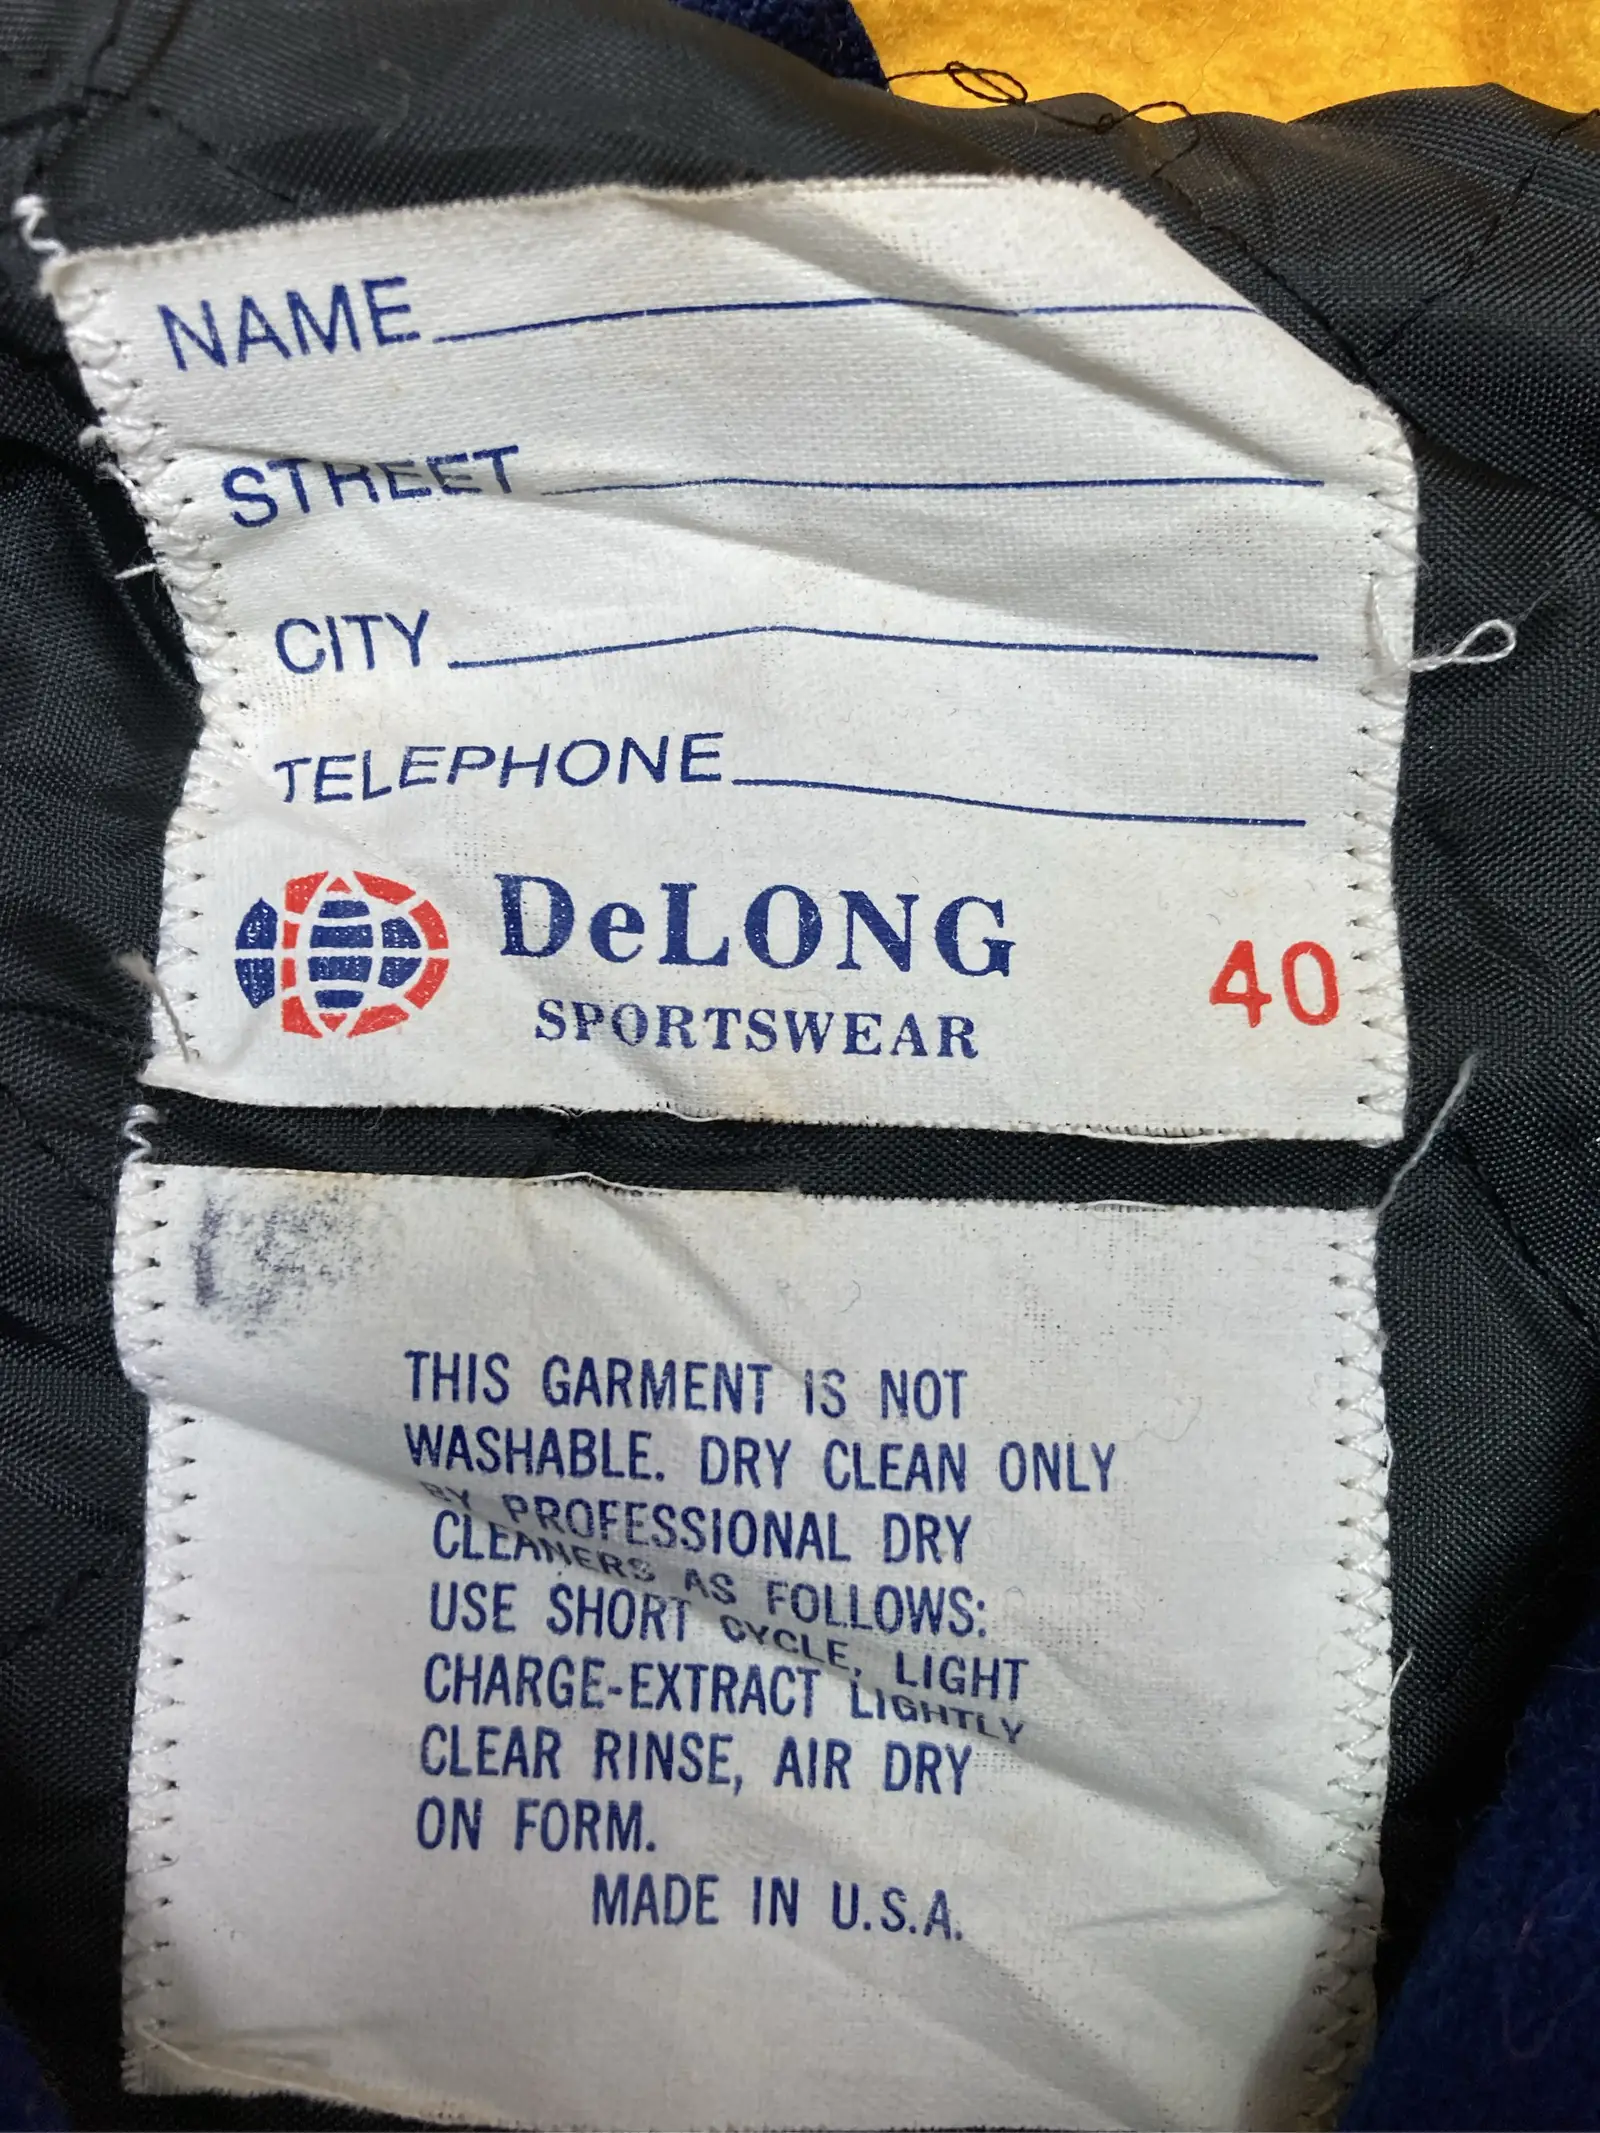 NAME
STREET
CITY
TELEPHONE
DeLONG
SPORTSWEAR
40
THIS GARMENT IS NOT
WASHABLE. DRY CLEAN ONLY
BY PROFESSIONAL DRY
CLEANERS AS FOLLOWS:
USE SHORT CYCLE, LIGHT
CHARGE-EXTRACT LIGHTLY
CLEAR RINSE, AIR DRY
ON FORM.
MADE IN U.S.A.